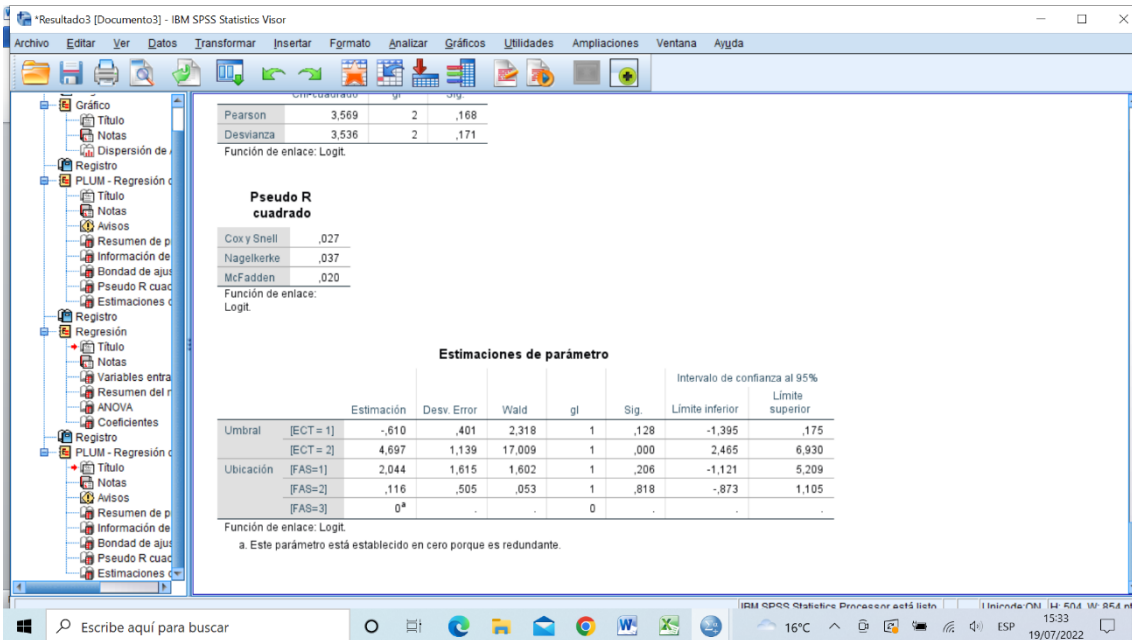 *Resultado3 [Documento3] - IBM SPSS Statistics Visor
Archivo Editar Ver Datos Transformar Insertar Formato Analizar Gráficos Utilidades Ampliaciones Ventana Ayuda
Gráfico
Título
Notas
Dispersión de
Registro
PLUM - Regresión
Título
Notas
Avisos
Resumen de p
Información de
Bondad de ajus
Pseudo R cuad
Estimaciones
Registro
Regresión
Título
Notas
Variables entra
Resumen del
ANOVA
Coeficientes
Registro
PLUM - Regresión
Título
Notas
Avisos
Resumen de p
Información de
Bondad de ajus
Pseudo R cuad
Estimaciones
Chi-cuadrado gl Sig.
Pearson 3,569 2 ,168
Desvianza 3,536 2 ,171
Función de enlace: Logit.
Pseudo R
cuadrado
Cox y Snell ,027
Nagelkerke ,037
McFadden ,020
Función de enlace:
Logit.
Estimaciones de parámetro
Intervalo de confianza al 95%
Estimación Desv. Error Wald gl Sig. Límite inferior Límite
superior
Umbral [ECT = 1] -,610 ,401 2,318 1 ,128 -1,395 ,175
[ECT = 2] 4,697 1,139 17,009 1 ,000 2,465 6,930
Ubicación [FAS=1] 2,044 1,615 1,602 1 ,206 -1,121 5,209
[FAS=2] ,116 ,505 ,053 1 ,818 -,873 1,105
[FAS=3] 0ª . . 0 . . .
Función de enlace: Logit.
a. Este parámetro está establecido en cero porque es redundante.
IBM SPSS Statistics Processor está listo Unicode:ON H: 504, W: 854 pt
Escribe aquí para buscar
16°C ESP 15:33
19/07/2022